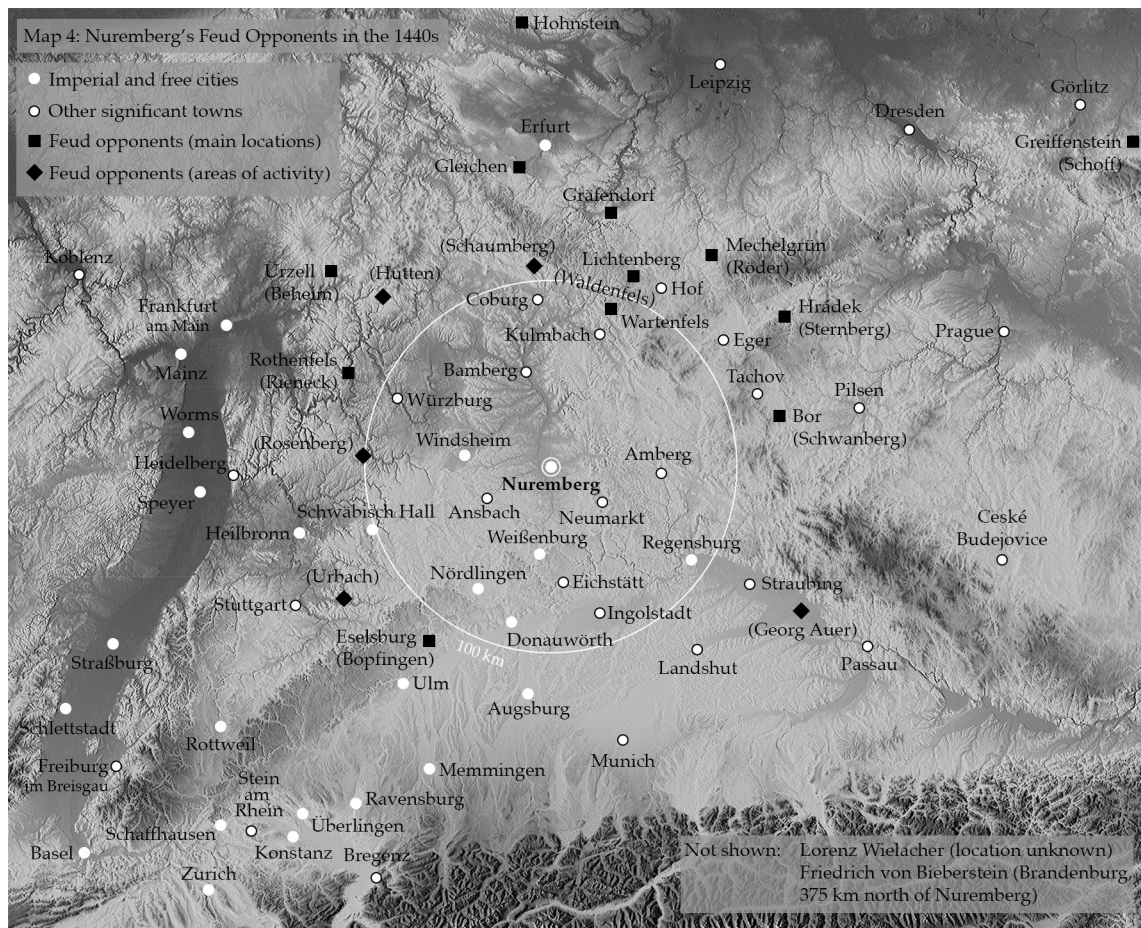 Map 4: Nuremberg's Feud Opponents in the 1440s
Imperial and free cities
Other significant towns
Feud opponents (main locations)
Feud opponents (areas of activity)
Hohnstein
Leipzig
Görlitz
Dresden
Erfurt
Greiffenstein
(Schoff)
Gleichen
Gräfendorf
(Schaumberg)
Lichtenberg
Mechelgrün
(Röder)
Koblenz
Ürzell
(Beheim)
(Hutten)
(Waldenfels)
Hof
Coburg
Frankfurt
am Main
Wartenfels
Hrádek
(Sternberg)
Kulmbach
Eger
Prague
Mainz
Rothenfels
(Rieneck)
Bamberg
Tachov
Pilsen
Würzburg
Worms
Bor
(Schwanberg)
(Rosenberg)
Windsheim
Heidelberg
Amberg
Nuremberg
Speyer
Ansbach
Neumarkt
Schwäbisch Hall
Heilbronn
Weißenburg
Regensburg
České
Budejovice
(Urbach)
Nördlingen
Eichstätt
Straubing
Stuttgart
Ingolstadt
(Georg Auer)
Eselsburg
(Bopfingen)
Donauwörth
100 km
Straßburg
Landshut
Passau
Ulm
Augsburg
Schlettstadt
Rottweil
Munich
Freiburg
im Breisgau
Memmingen
Stein
am
Rhein
Ravensburg
Schaffhausen
Überlingen
Basel
Konstanz
Bregenz
Zurich
Not shown: Lorenz Wielacher (location unknown)
Friedrich von Bieberstein (Brandenburg,
375 km north of Nuremberg)